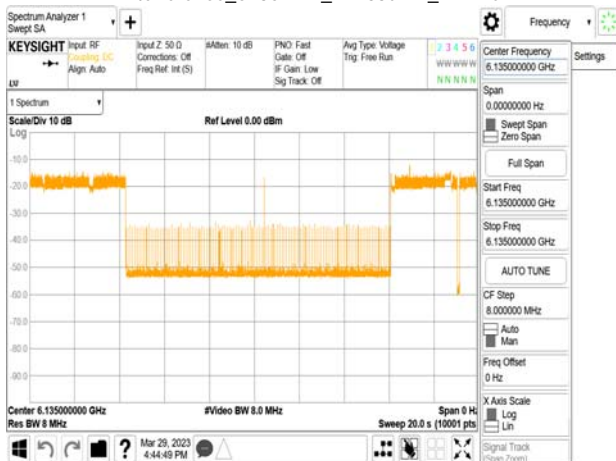 Spectrum Analyzer 1
Swept SA
Frequency
Settings
KEYSIGHT
Input: RF
Coupling: DC
Align: Auto
Input Z: 50 Ω
Corrections: Off
Freq Ref: Int (S)
#Atten: 10 dB
PNO: Fast
Gate: Off
IF Gain: Low
Sig Track: Off
Avg Type: Voltage
Trig: Free Run
1 2 3 4 5 6
W W W W W W
N N N N N N
LXI
1 Spectrum
Scale/Div 10 dB
Ref Level 0.00 dBm
Log
-10.0
-20.0
-30.0
-40.0
-50.0
-60.0
-70.0
-80.0
-90.0
Center 6.135000000 GHz
Res BW 8 MHz
#Video BW 8.0 MHz
Span 0 Hz
Sweep 20.0 s (10001 pts
Mar 29, 2023
4:44:49 PM
?
Center Frequency
6.135000000 GHz
Span
0.00000000 Hz
Swept Span
Zero Span
Full Span
Start Freq
6.135000000 GHz
Stop Freq
6.135000000 GHz
AUTO TUNE
CF Step
8.000000 MHz
Auto
Man
Freq Offset
0 Hz
X Axis Scale
Log
Lin
Signal Track
(Span Zoom)